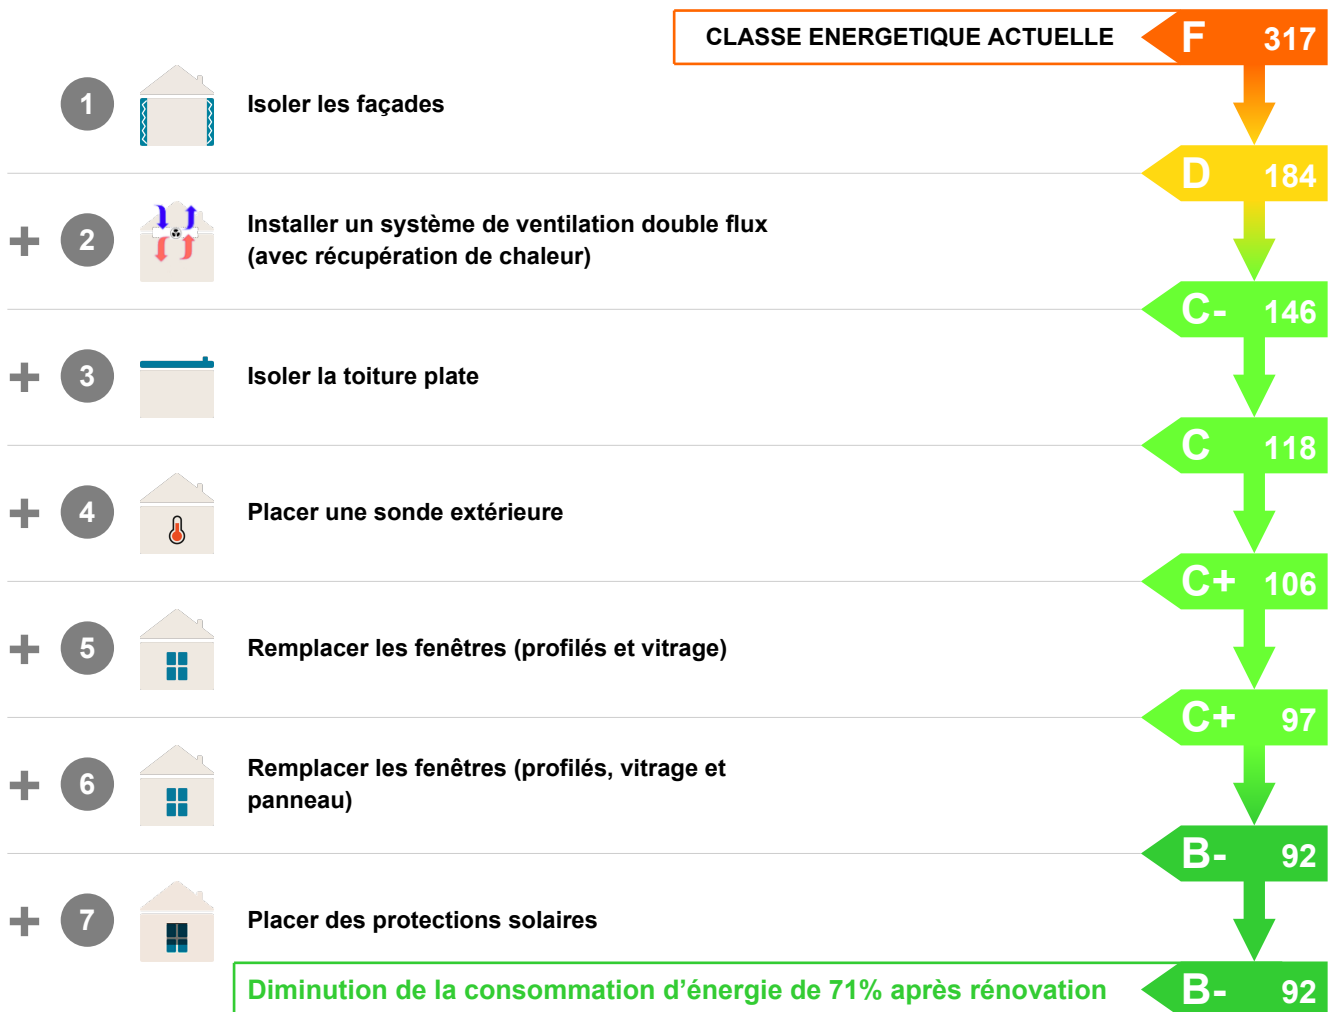 CLASSE ENERGETIQUE ACTUELLE F 317
1 Isoler les façades
D 184
+ 2 Installer un système de ventilation double flux
(avec récupération de chaleur)
C- 146
+ 3 Isoler la toiture plate
C 118
+ 4 Placer une sonde extérieure
C+ 106
+ 5 Remplacer les fenêtres (profilés et vitrage)
C+ 97
+ 6 Remplacer les fenêtres (profilés, vitrage et
panneau)
B- 92
+ 7 Placer des protections solaires
Diminution de la consommation d’énergie de 71% après rénovation B- 92